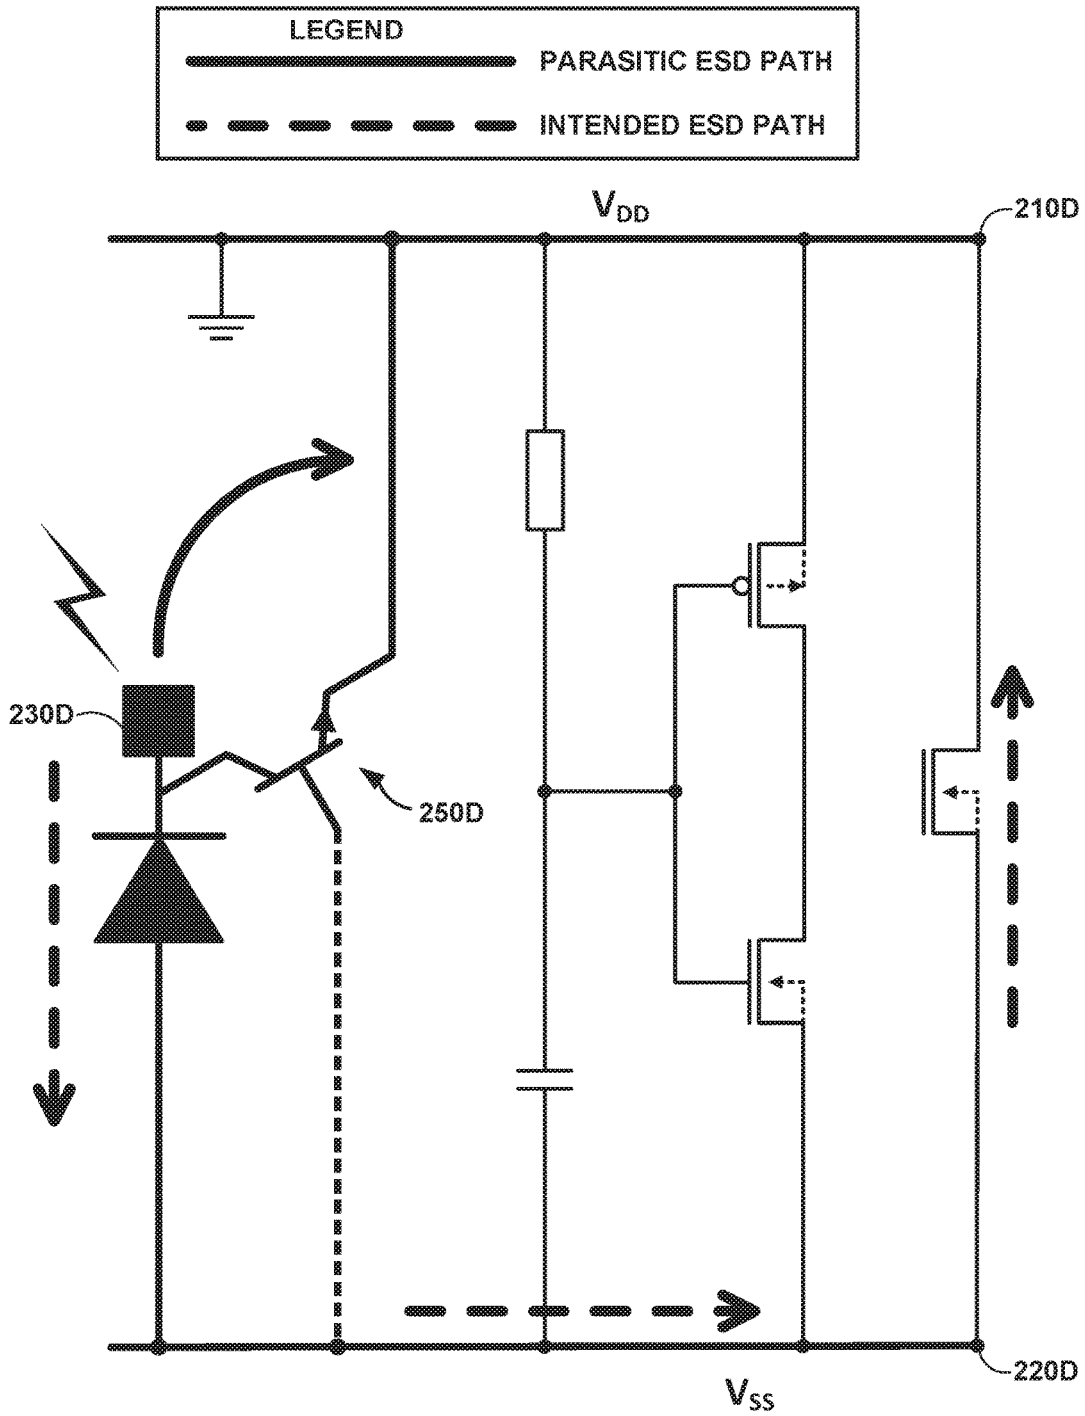 LEGEND
PARASITIC ESD PATH
INTENDED ESD PATH
VDD
210D
230D
250D
220D
VSS